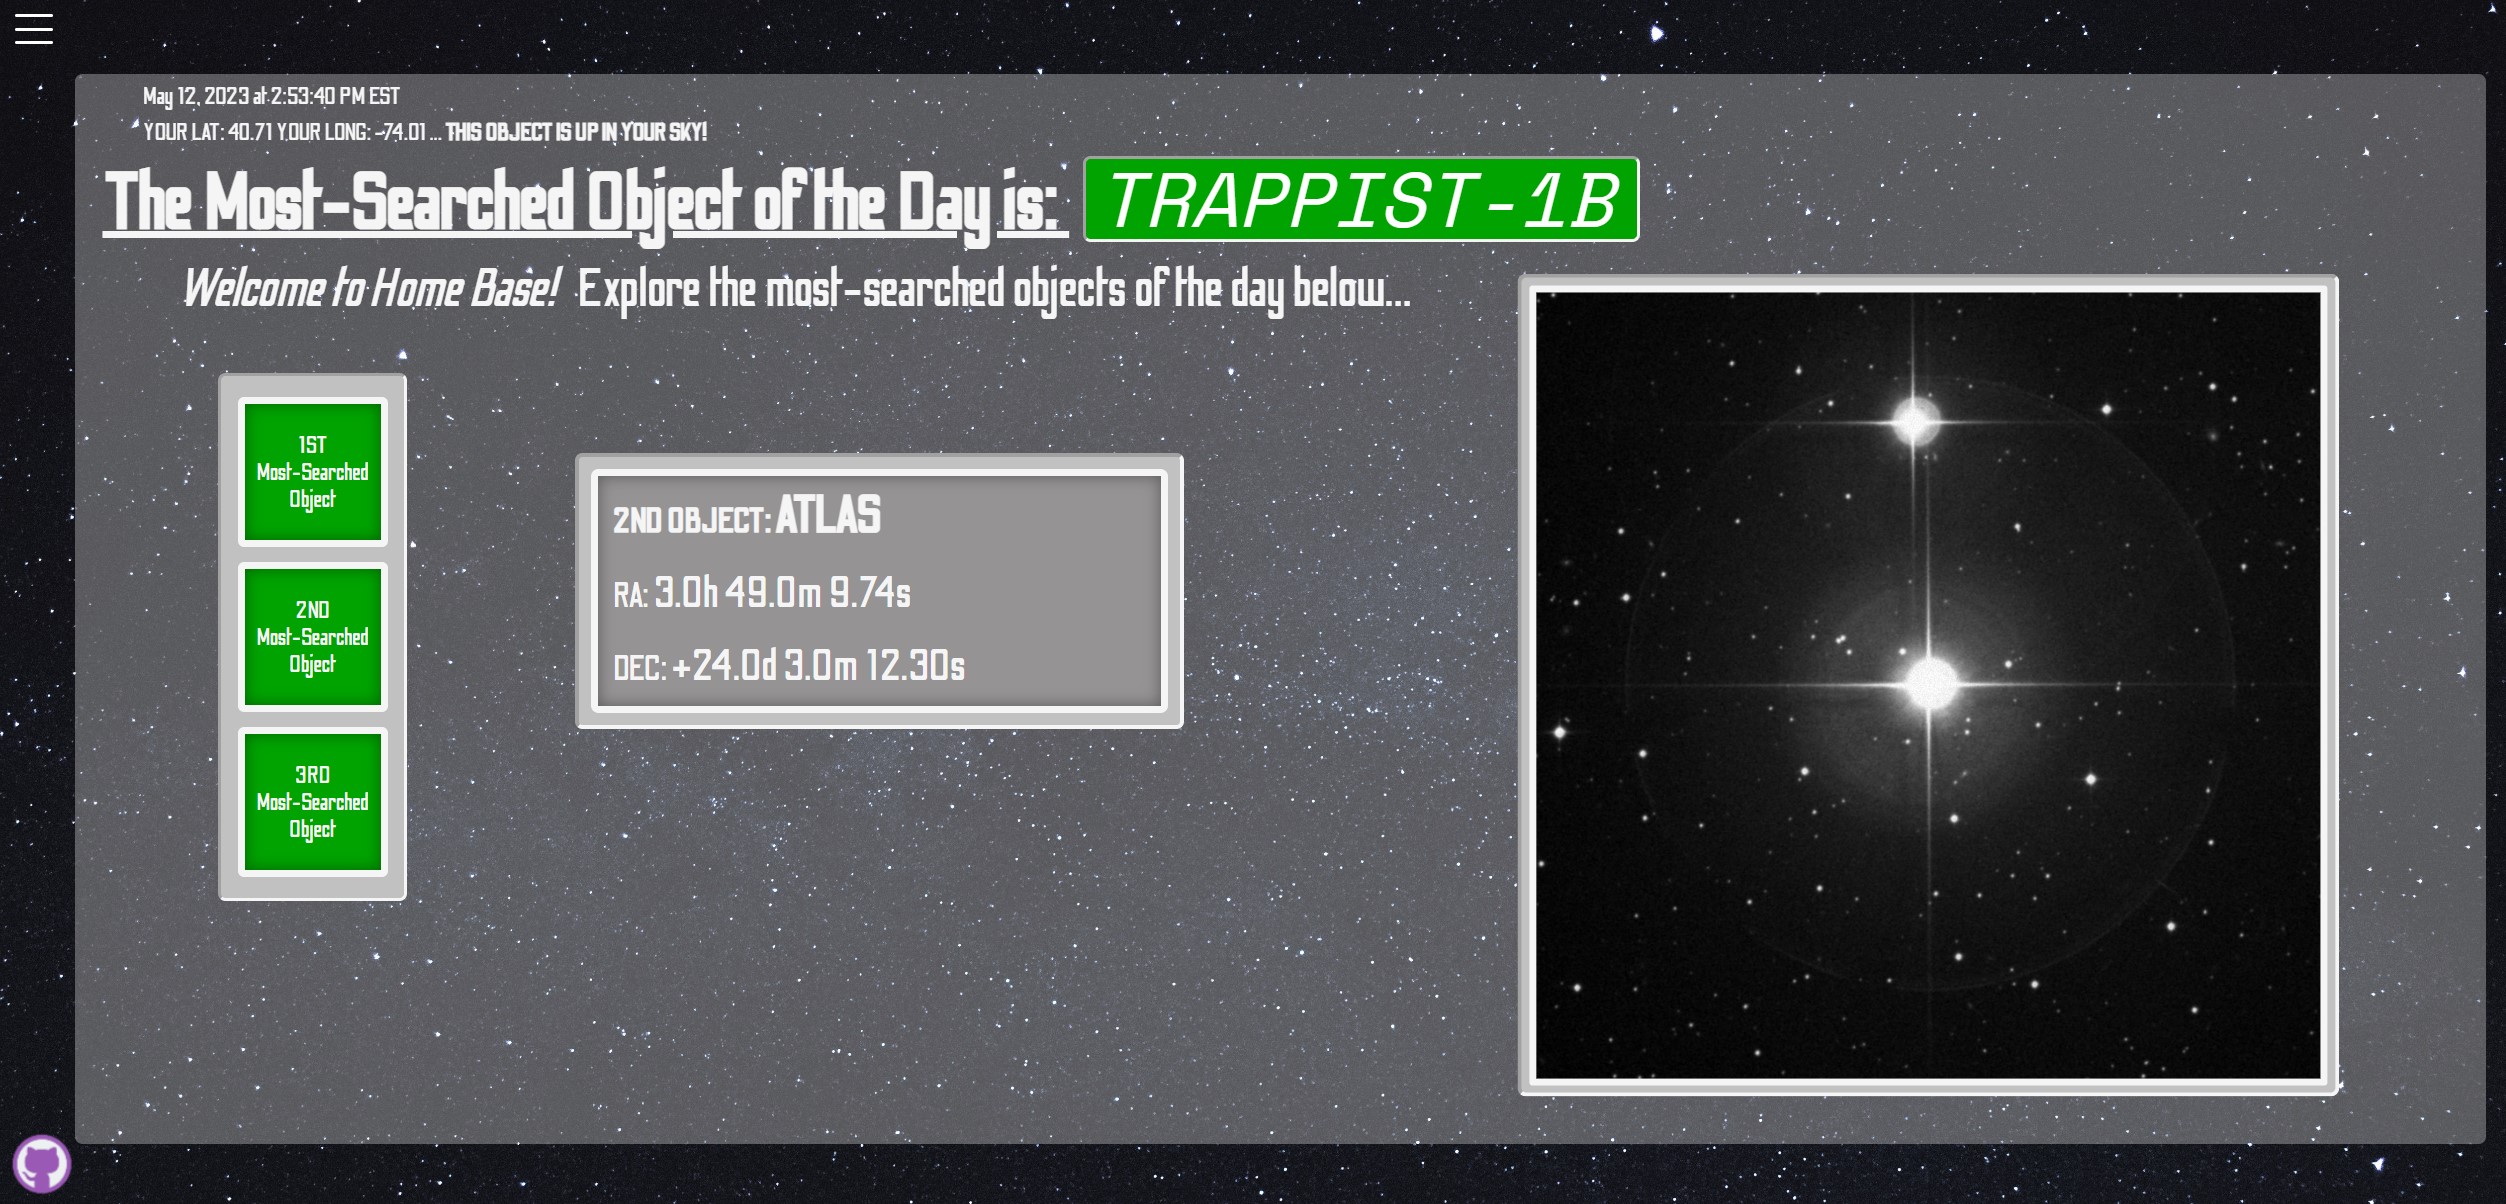 May 12, 2023 at 2:53:40 PM EST
YOUR LAT: 40.71 YOUR LONG: -74.01 ... THIS OBJECT IS UP IN YOUR SKY!
The Most-Searched Object of the Day is: TRAPPIST-1B
Welcome to Home Base! Explore the most-searched objects of the day below...
1ST
Most-Searched
Object
2ND
Most-Searched
Object
3RD
Most-Searched
Object
2ND OBJECT: ATLAS
RA: 3.0h 49.0m 9.74s
DEC: +24.0d 3.0m 12.30s